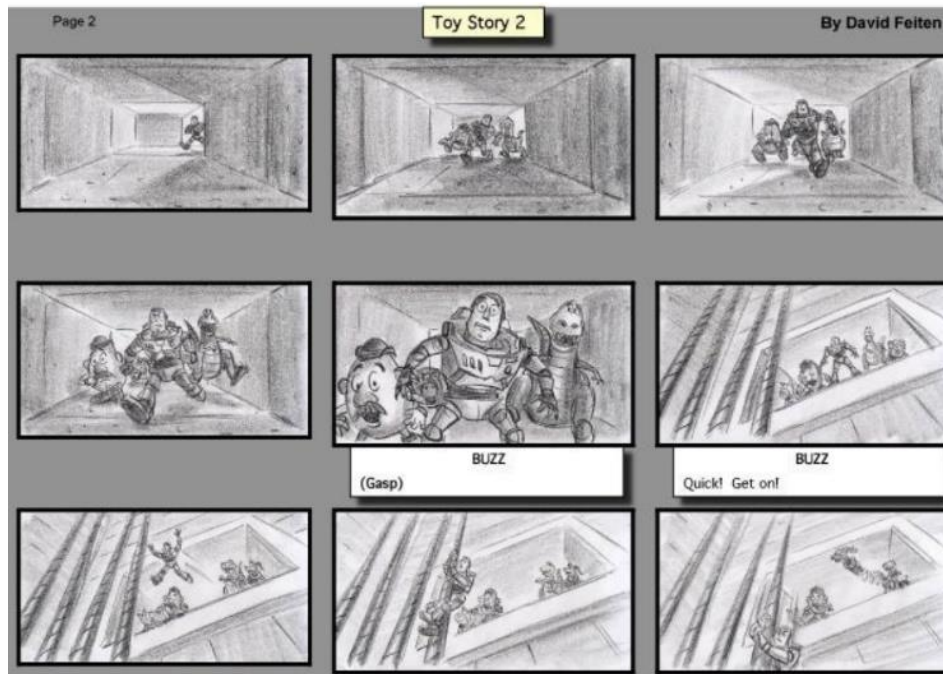 Page 2
Toy Story 2
By David Feiten
BUZZ
(Gasp)
BUZZ
Quick! Get on!